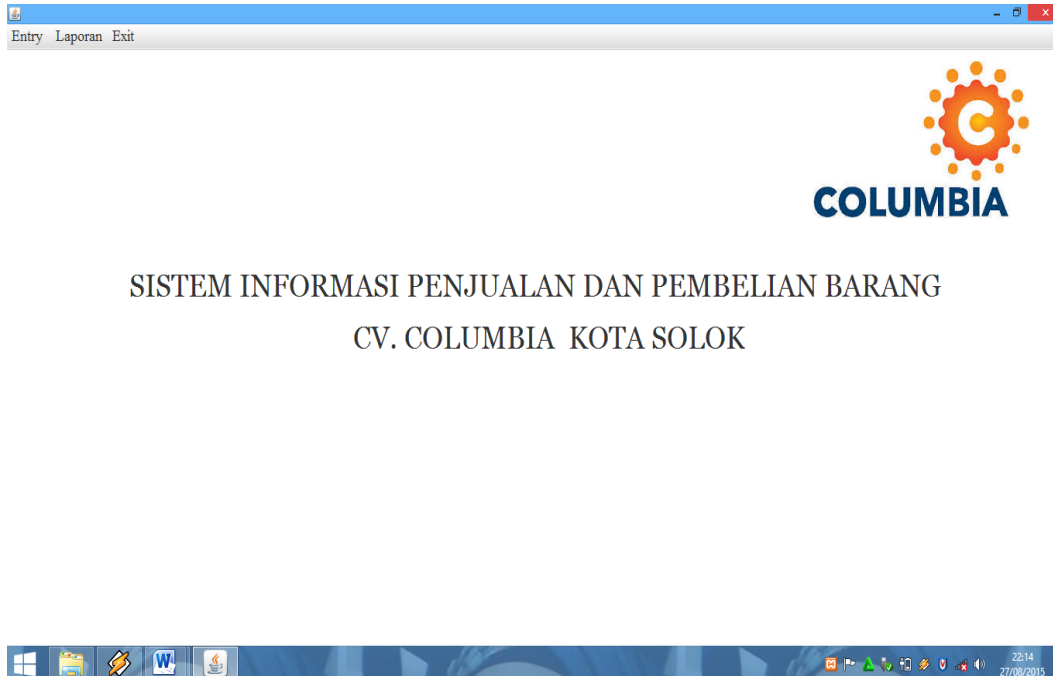 Entry Laporan Exit
C
COLUMBIA
SISTEM INFORMASI PENJUALAN DAN PEMBELIAN BARANG
CV. COLUMBIA KOTA SOLOK
W
22:14
27/08/2015